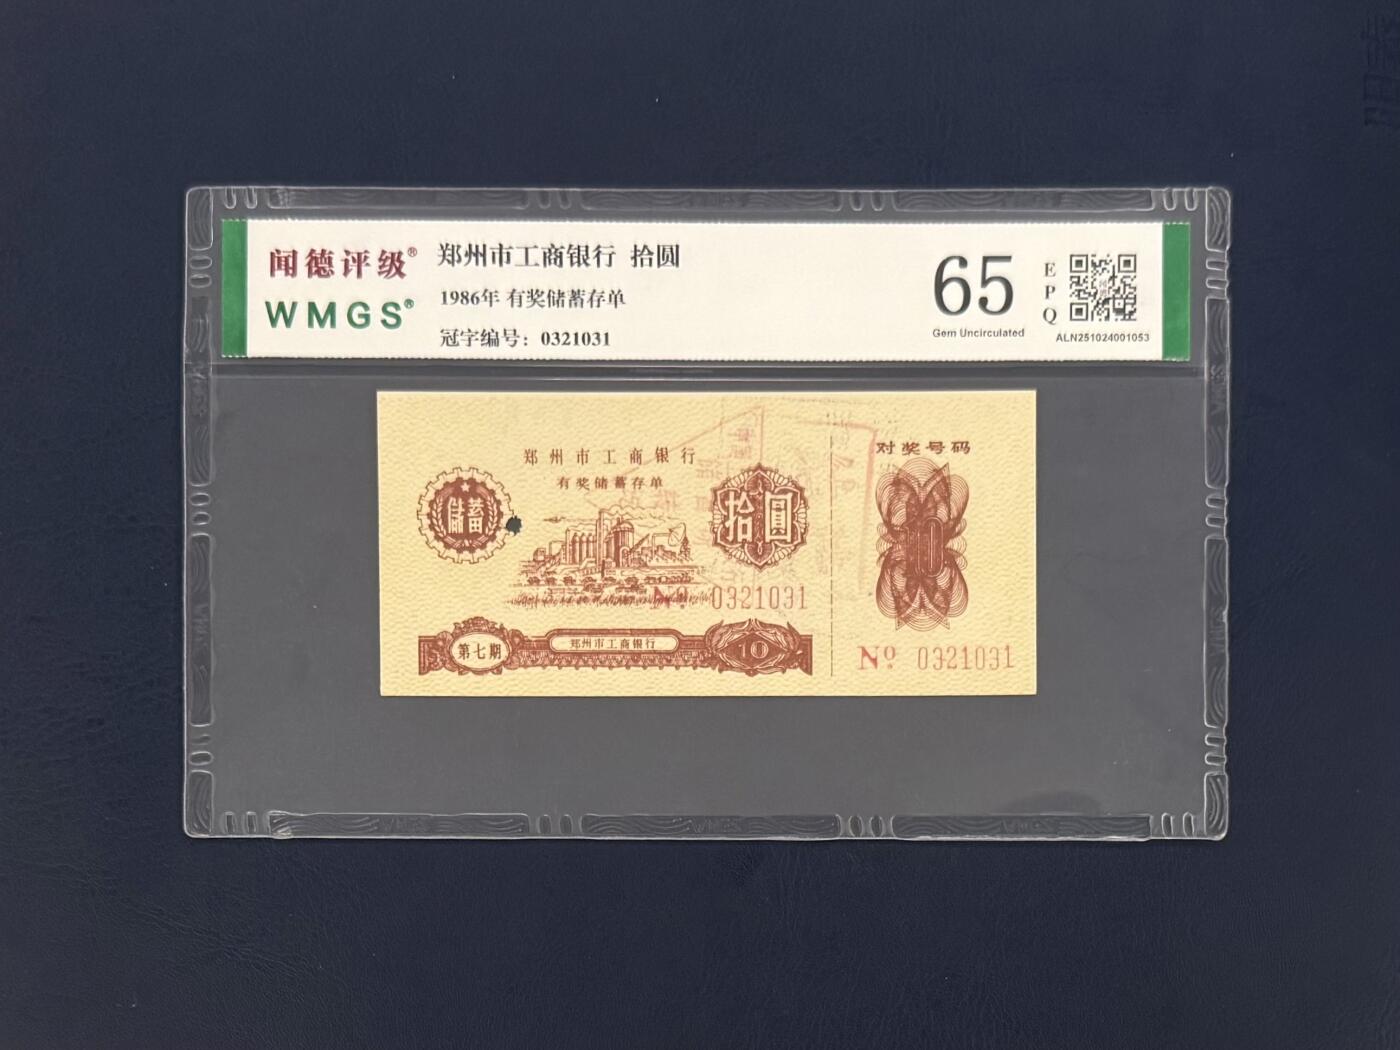 闻德评级®
WMGS®
郑州市工商银行 拾圆
1986年 有奖储蓄存单
冠字编号：0321031
65
Gem Uncirculated
EPQ
ALN251024001053
郑州市工商银行
有奖储蓄存单
储蓄
拾圆
Nº 0321031
第七期
郑州市工商银行
10
对奖号码
10
Nº 0321031